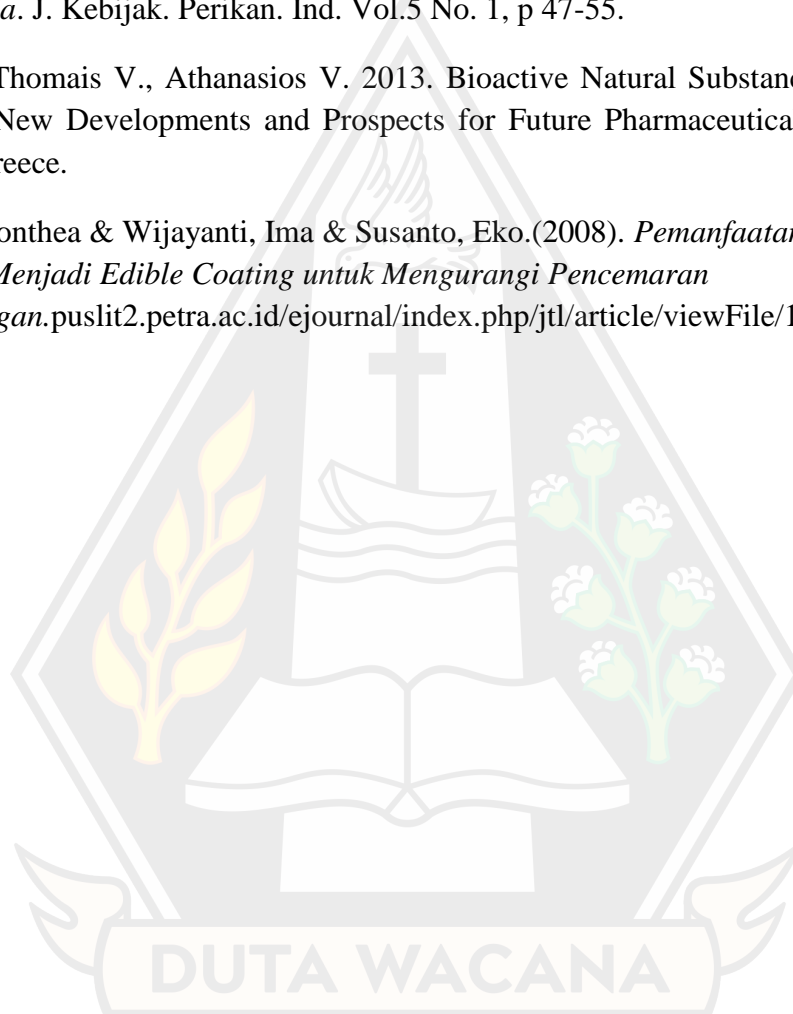 a. J. Kebijak. Perikan. Ind. Vol.5 No. 1, p 47-55.
Thomais V., Athanasios V. 2013. Bioactive Natural Substanc
New Developments and Prospects for Future Pharmaceutica
reece.
onthea & Wijayanti, Ima & Susanto, Eko.(2008). Pemanfaatan
Menjadi Edible Coating untuk Mengurangi Pencemaran
gan.puslit2.petra.ac.id/ejournal/index.php/jtl/article/viewFile/1
DUTA WACANA